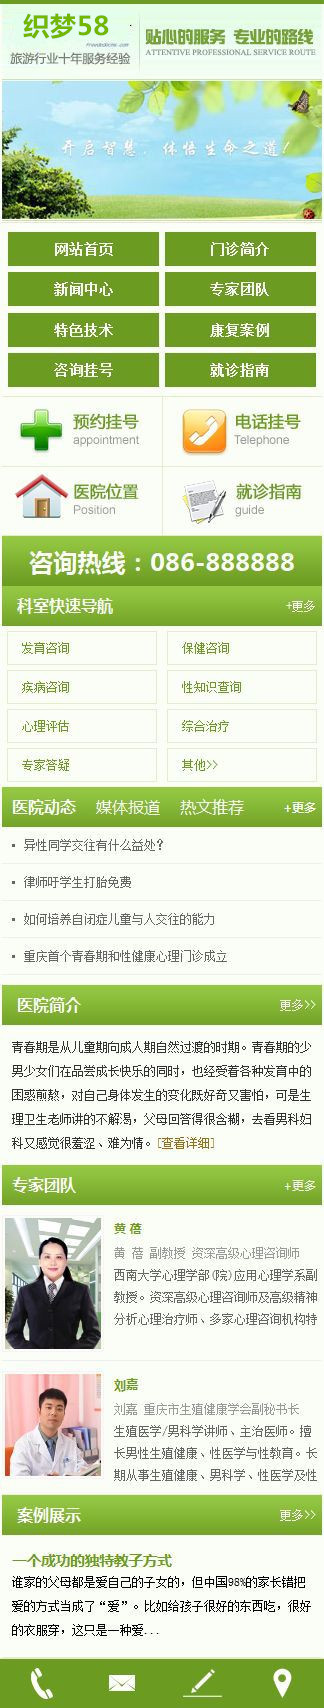 织梦58
旅游行业十年服务经验
贴心的服务 专业的路线
ATTENTIVE PROFESSIONAL SERVICE ROUTE
开启智慧,体悟生命之道!
网站首页 门诊简介
新闻中心 专家团队
特色技术 康复案例
咨询挂号 就诊指南
预约挂号
appointment
电话挂号
Telephone
医院位置
Position
就诊指南
guide
咨询热线：086-888888
科室快速导航 +更多
发育咨询 保健咨询
疾病咨询 性知识查询
心理评估 综合治疗
专家答疑 其他>>
医院动态 媒体报道 热文推荐 +更多
• 异性同学交往有什么益处?
• 律师吁学生打胎免费
• 如何培养自闭症儿童与人交往的能力
• 重庆首个青春期和性健康心理门诊成立
医院简介 更多>>
青春期是从儿童期向成人期自然过渡的时期。青春期的少
男少女们在品尝成长快乐的同时，也经受着各种发育中的
困惑煎熬，对自己身体发生的变化既好奇又害怕，可是生
理卫生老师讲的不解渴，父母回答得很含糊，去看男科妇
科又感觉很羞涩、难为情。[查看详细]
专家团队 +更多
黄 蓓
黄 蓓 副教授 资深高级心理咨询师
西南大学心理学部(院)应用心理学系副
教授。资深高级心理咨询师及高级精神
分析心理治疗师、多家心理咨询机构特
刘嘉
刘嘉 重庆市生殖健康学会副秘书长
生殖医学/男科学讲师、主治医师。擅
长男性生殖健康、性医学与性教育。长
期从事生殖健康、男科学、性医学及性
案例展示 更多>>
一个成功的独特教子方式
谁家的父母都是爱自己的子女的，但中国98%的家长错把
爱的方式当成了“爱”。比如给孩子很好的东西吃，很好
的衣服穿，这只是一种爱...